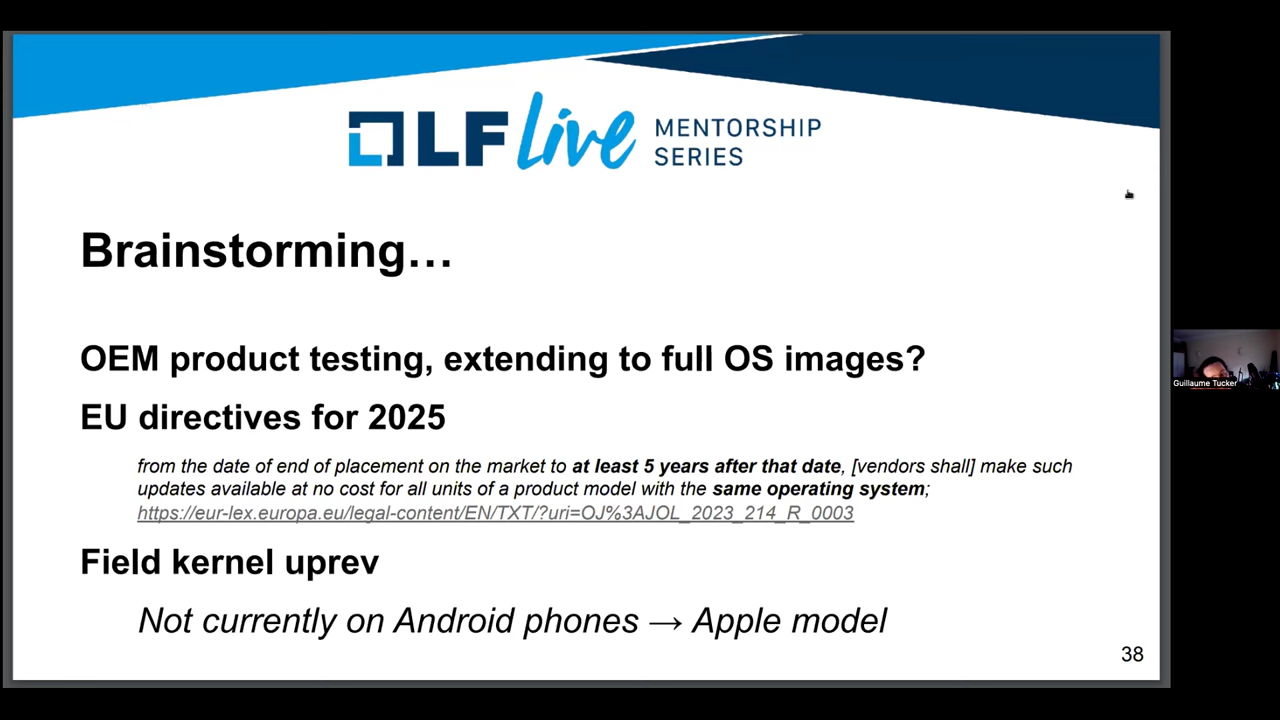 LF live MENTORSHIP
SERIES
Brainstorming…
OEM product testing, extending to full OS images?
EU directives for 2025
from the date of end of placement on the market to at least 5 years after that date, [vendors shall] make such
updates available at no cost for all units of a product model with the same operating system;
https://eur-lex.europa.eu/legal-content/EN/TXT/?uri=OJ%3AJOL_2023_214_R_0003
Field kernel uprev
Not currently on Android phones → Apple model
38
Guillaume Tucker